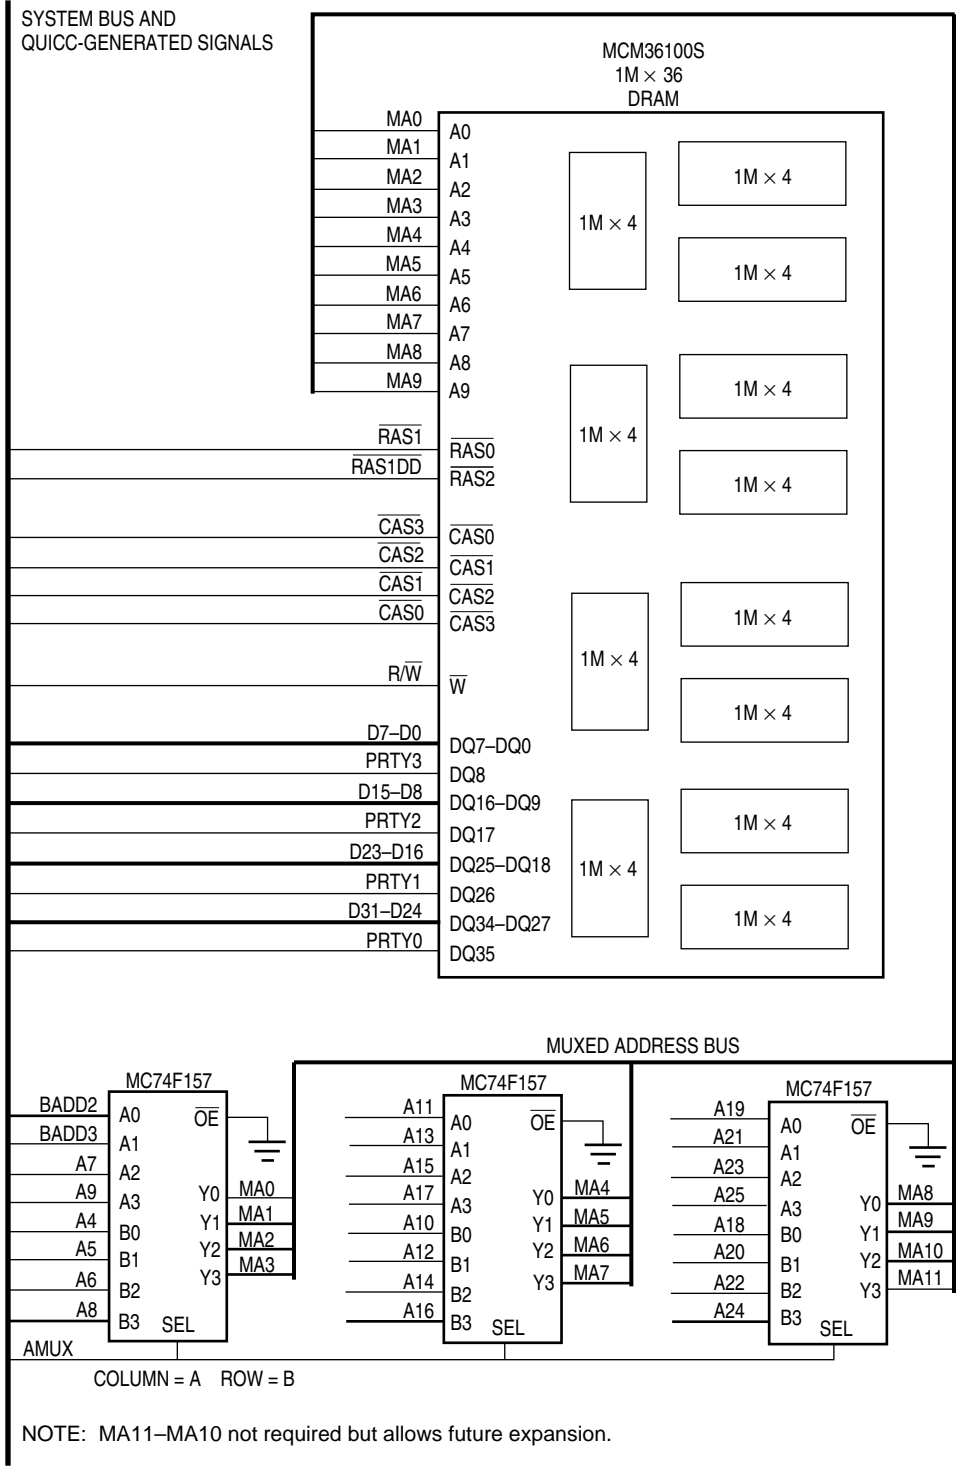 SYSTEM BUS AND
QUICC-GENERATED SIGNALS
MCM36100S
1M × 36
DRAM
MA0 A0
MA1 A1
MA2 A2
MA3 A3
MA4 A4
MA5 A5
MA6 A6
MA7 A7
MA8 A8
MA9 A9
RAS1 RAS0
RAS1DD RAS2
CAS3 CAS0
CAS2 CAS1
CAS1 CAS2
CAS0 CAS3
R/W W
D7–D0 DQ7–DQ0
PRTY3 DQ8
D15–D8 DQ16–DQ9
PRTY2 DQ17
D23–D16 DQ25–DQ18
PRTY1 DQ26
D31–D24 DQ34–DQ27
PRTY0 DQ35
1M × 4
1M × 4
1M × 4
1M × 4
1M × 4
1M × 4
1M × 4
1M × 4
1M × 4
1M × 4
1M × 4
1M × 4
MUXED ADDRESS BUS
MC74F157
BADD2 A0 OE
BADD3 A1
A7 A2
A9 A3 Y0 MA0
A4 B0 Y1 MA1
A5 B1 Y2 MA2
A6 B2 Y3 MA3
A8 B3 SEL
MC74F157
A11 A0 OE
A13 A1
A15 A2
A17 A3 Y0 MA4
A10 B0 Y1 MA5
A12 B1 Y2 MA6
A14 B2 Y3 MA7
A16 B3 SEL
MC74F157
A19 A0 OE
A21 A1
A23 A2
A25 A3 Y0 MA8
A18 B0 Y1 MA9
A20 B1 Y2 MA10
A22 B2 Y3 MA11
A24 B3 SEL
AMUX
COLUMN = A ROW = B
NOTE: MA11–MA10 not required but allows future expansion.